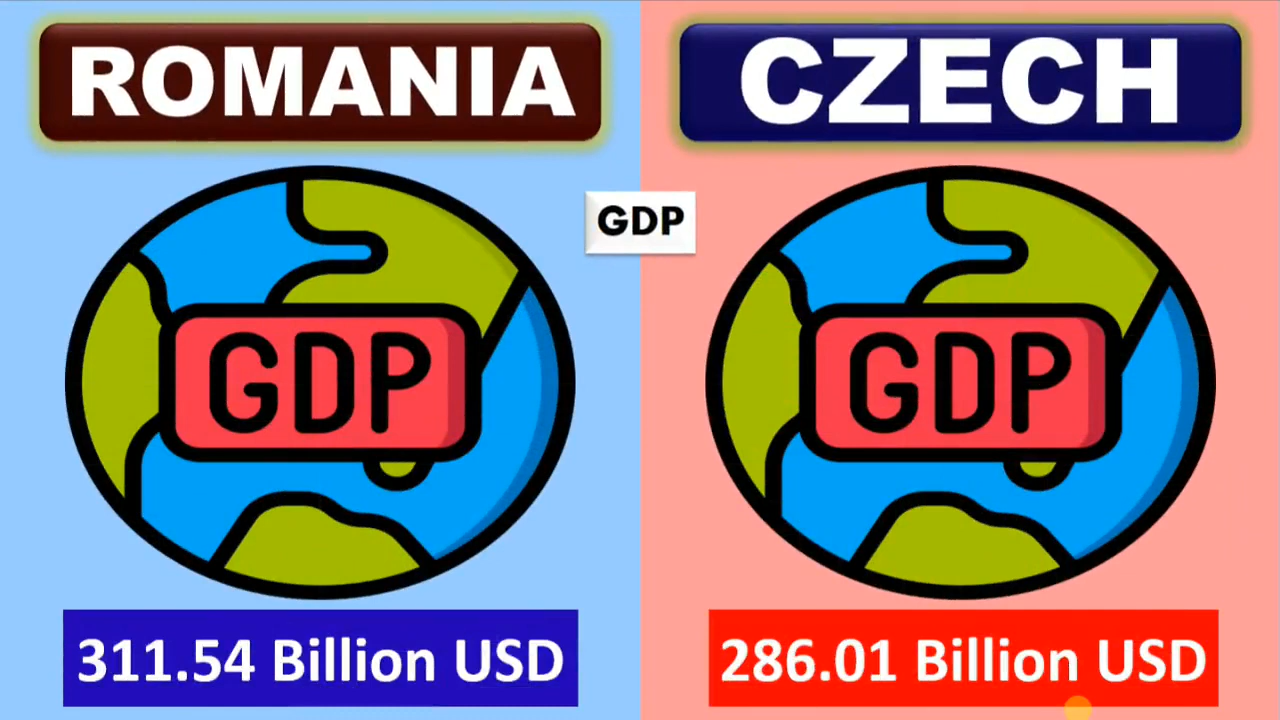 ROMANIA
CZECH
GDP
GDP
GDP
311.54 Billion USD
286.01 Billion USD